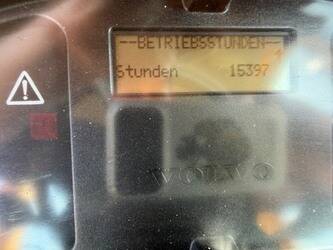 --BETRIEBSSTUNDEN--
Stunden 15397
VOLVO